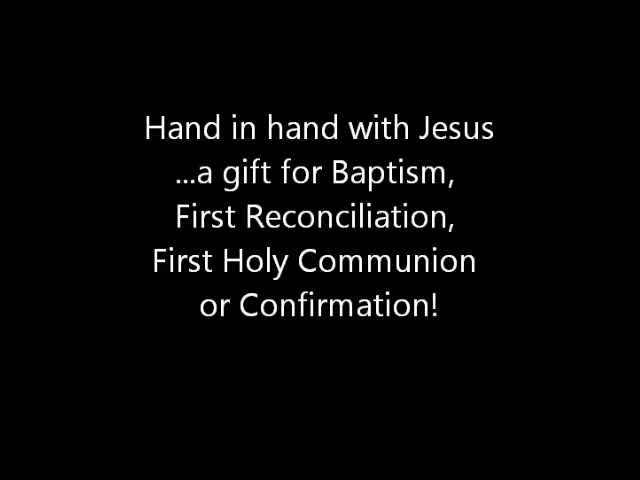 Hand in hand with Jesus
...a gift for Baptism,
First Reconciliation,
First Holy Communion
or Confirmation!